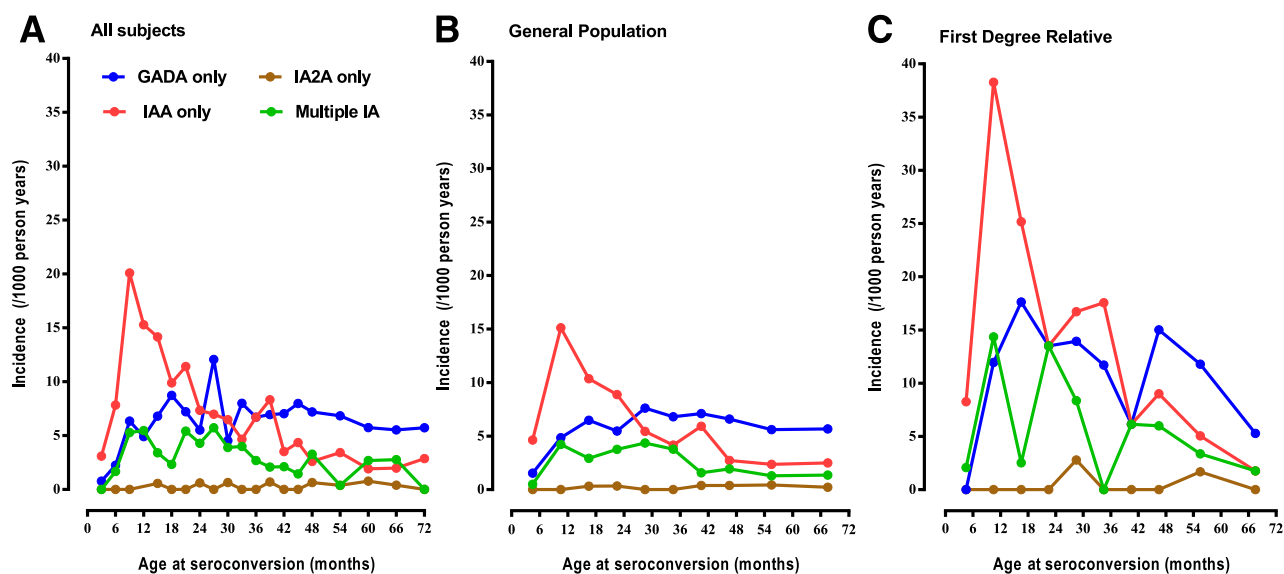 A
All subjects
GADA only
IA2A only
IAA only
Multiple IA
Incidence (/1000 person years)
40
35
30
25
20
15
10
5
0
0 6 12 18 24 30 36 42 48 54 60 66 72
Age at seroconversion (months)
B
General Population
Incidence (/1000 person years)
40
35
30
25
20
15
10
5
0
0 6 12 18 24 30 36 42 48 54 60 66 72
Age at seroconversion (months)
C
First Degree Relative
Incidence (/1000 person years)
40
35
30
25
20
15
10
5
0
0 6 12 18 24 30 36 42 48 54 60 66 72
Age at seroconversion (months)